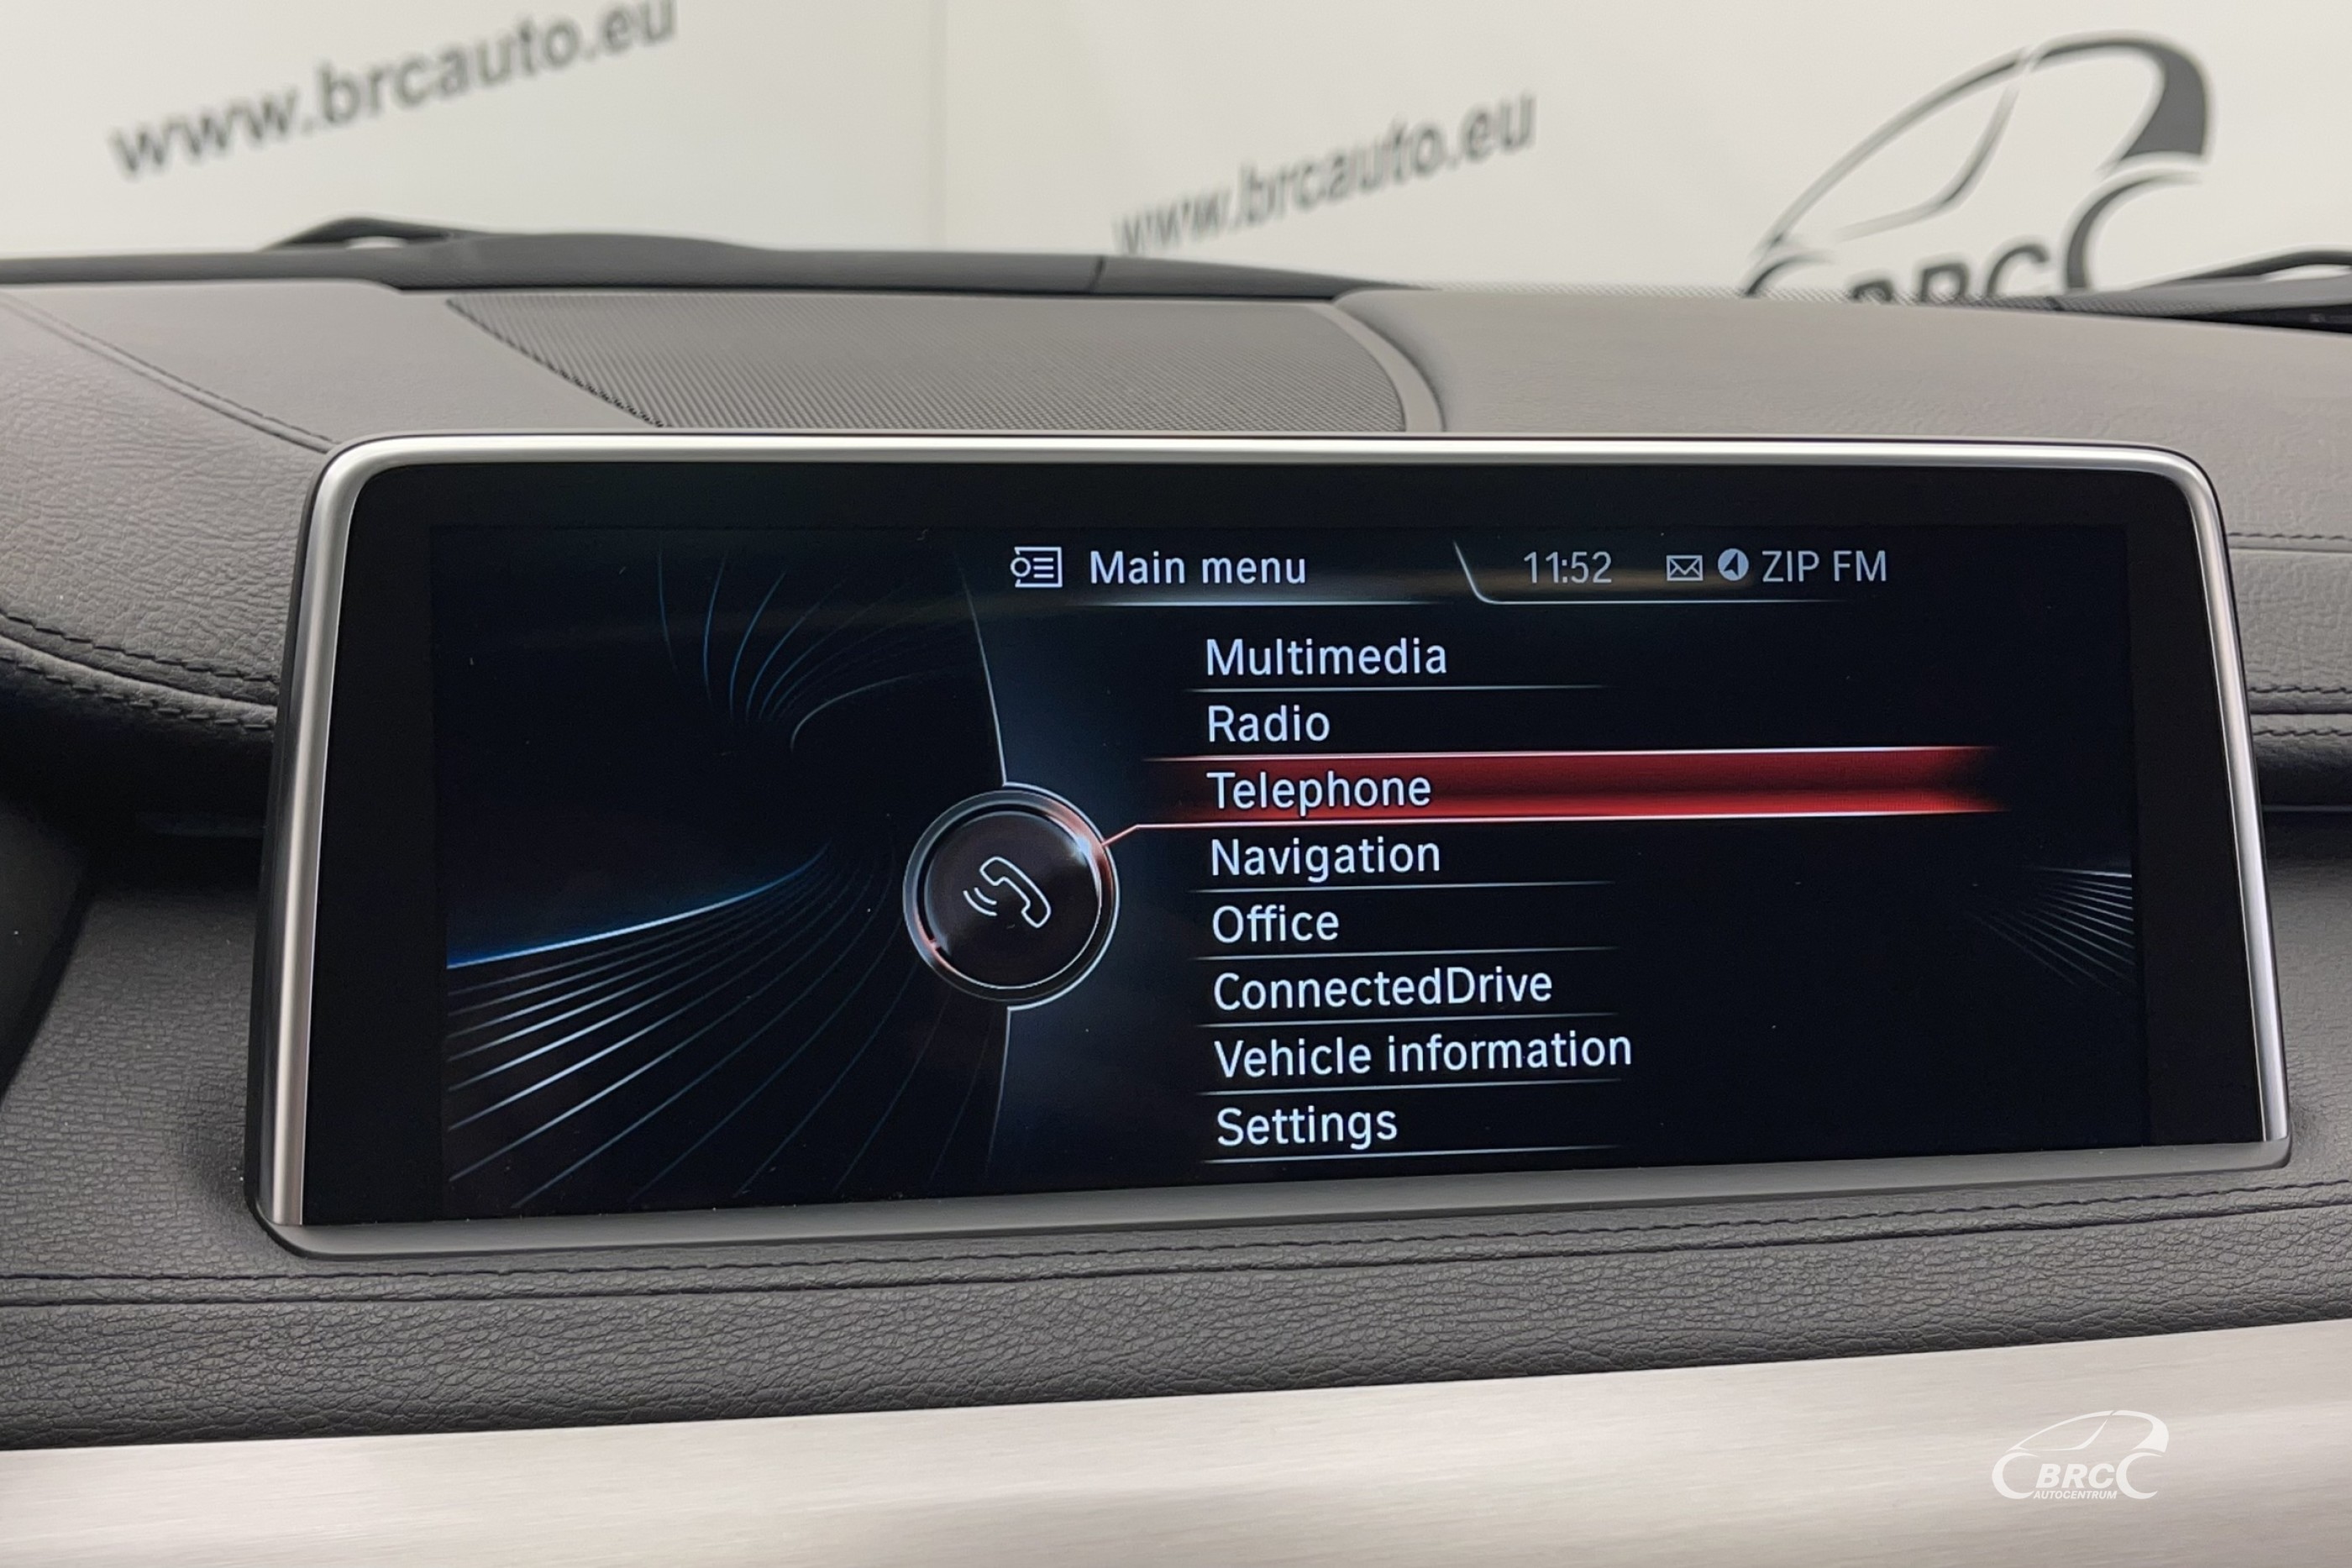 www.brcauto.eu
www.brcauto.eu
BRC
Main menu 11:52 ZIP FM
Multimedia
Radio
Telephone
Navigation
Office
ConnectedDrive
Vehicle information
Settings
BRC
AUTOCENTRUM